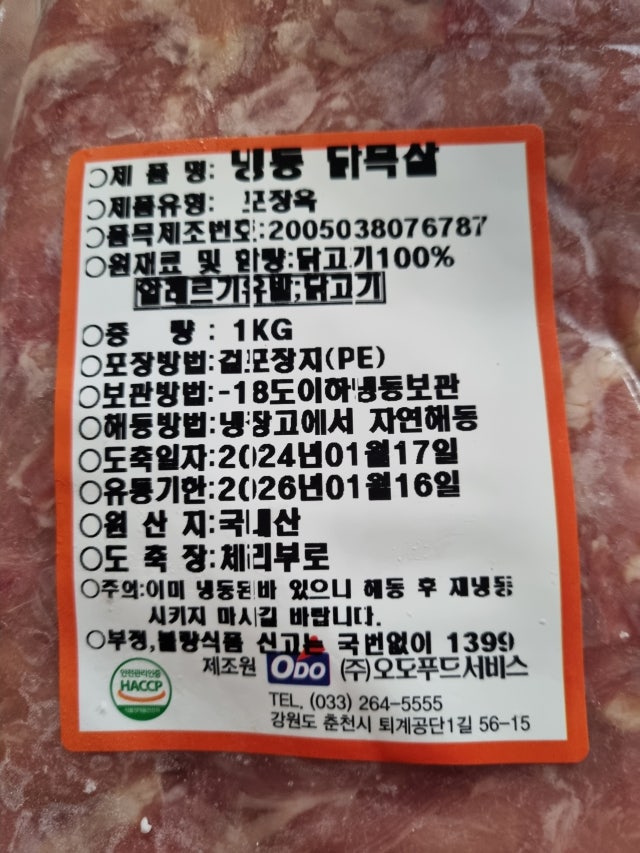 ○제 품 명: 냉동 닭목살
○제품유형: 포장육
○품목제조번호:2005038076787
○원재료 및 함량:닭고기100%
알레르기유발;닭고기
○중 량 : 1KG
○포장방법:겉포장지(PE)
○보관방법:-18도이하냉동보관
○해동방법:냉장고에서 자연해동
○도축일자:2024년01월17일
○유통기한:2026년01월16일
○원 산 지:국내산
○도 축 장:체리부로
○주의:이미 냉동된바 있으니 해동 후 재냉동
시키지 마시길 바랍니다.
○부정,불량식품 신고는 국번없이 1399
제조원 ODO (주)오도푸드서비스
안전관리인증
HACCP
TEL. (033) 264-5555
강원도 춘천시 퇴계공단1길 56-15